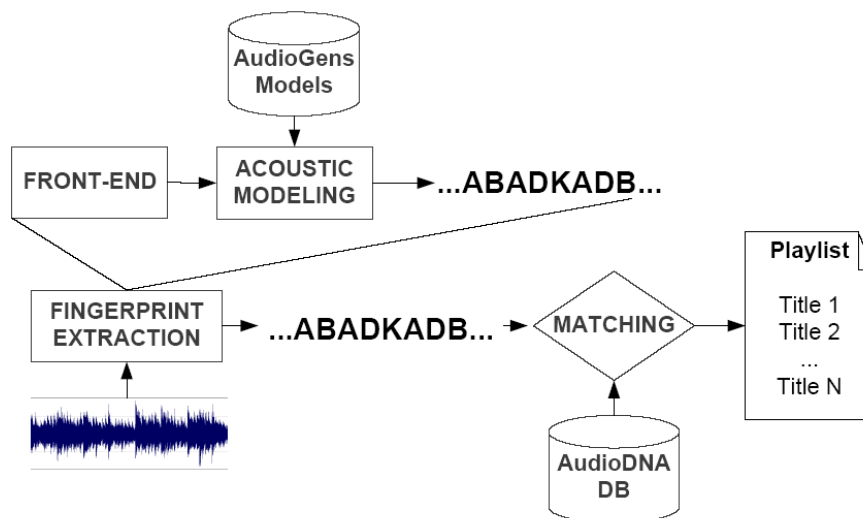 AudioGens
Models
FRONT-END
ACOUSTIC
MODELING
...ABADKADB...
Playlist
Title 1
Title 2
...
Title N
FINGERPRINT
EXTRACTION
...ABADKADB...
MATCHING
AudioDNA
DB